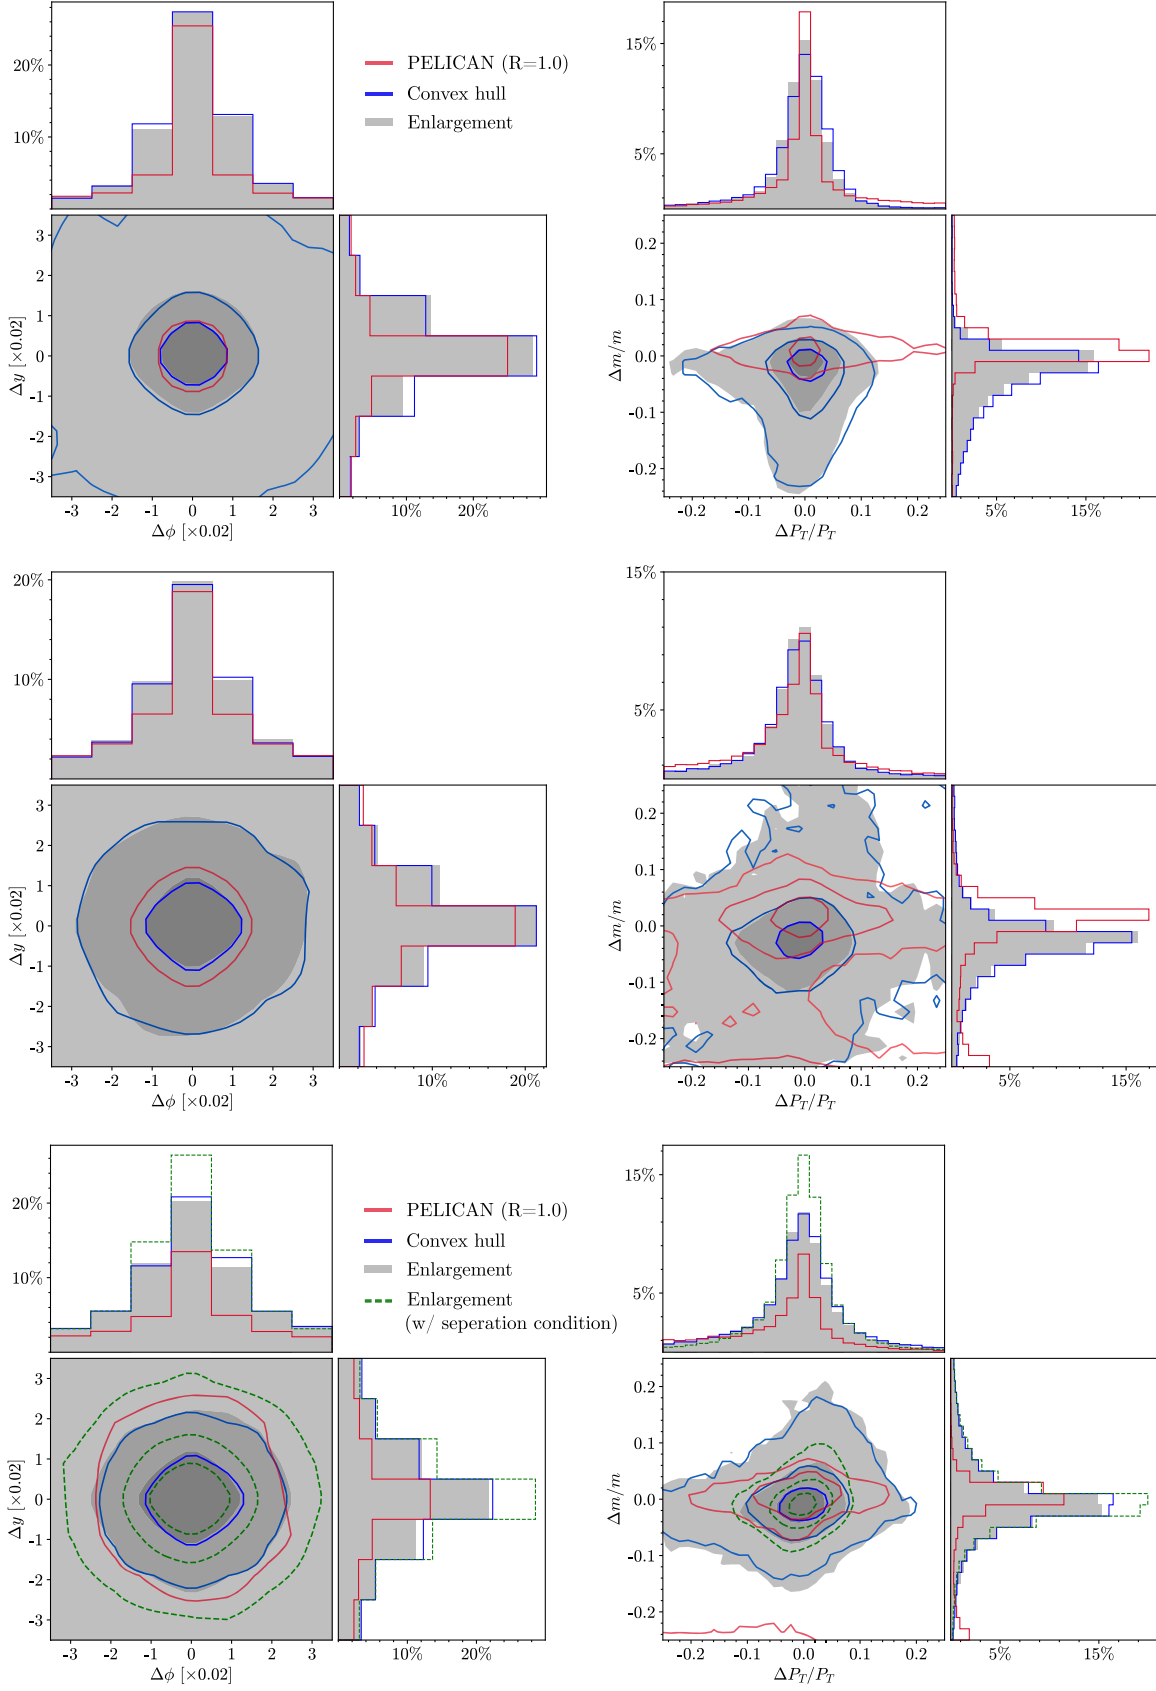 20%
10%
PELICAN (R=1.0)
Convex hull
Enlargement
15%
5%
3
2
1
0
-1
-2
-3
Δy [×0.02]
-3 -2 -1 0 1 2 3
Δϕ [×0.02]
10% 20%
0.2
0.1
0.0
-0.1
-0.2
Δm/m
-0.2 -0.1 0.0 0.1 0.2
ΔP_T/P_T
5% 15%
20%
10%
15%
5%
3
2
1
0
-1
-2
-3
Δy [×0.02]
-3 -2 -1 0 1 2 3
Δϕ [×0.02]
10% 20%
0.2
0.1
0.0
-0.1
-0.2
Δm/m
-0.2 -0.1 0.0 0.1 0.2
ΔP_T/P_T
5% 15%
20%
10%
PELICAN (R=1.0)
Convex hull
Enlargement
Enlargement
(w/ seperation condition)
15%
5%
3
2
1
0
-1
-2
-3
Δy [×0.02]
-3 -2 -1 0 1 2 3
Δϕ [×0.02]
10% 20%
0.2
0.1
0.0
-0.1
-0.2
Δm/m
-0.2 -0.1 0.0 0.1 0.2
ΔP_T/P_T
5% 15%